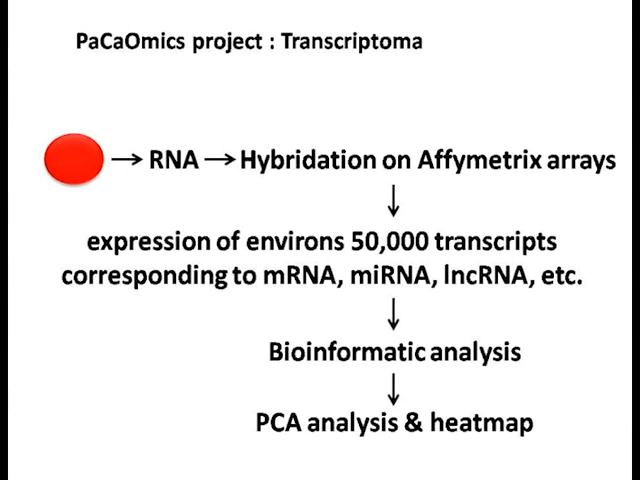 PaCaOmics project : Transcriptoma
→ RNA → Hybridation on Affymetrix arrays
expression of environs 50,000 transcripts
corresponding to mRNA, miRNA, lncRNA, etc.
Bioinformatic analysis
PCA analysis & heatmap